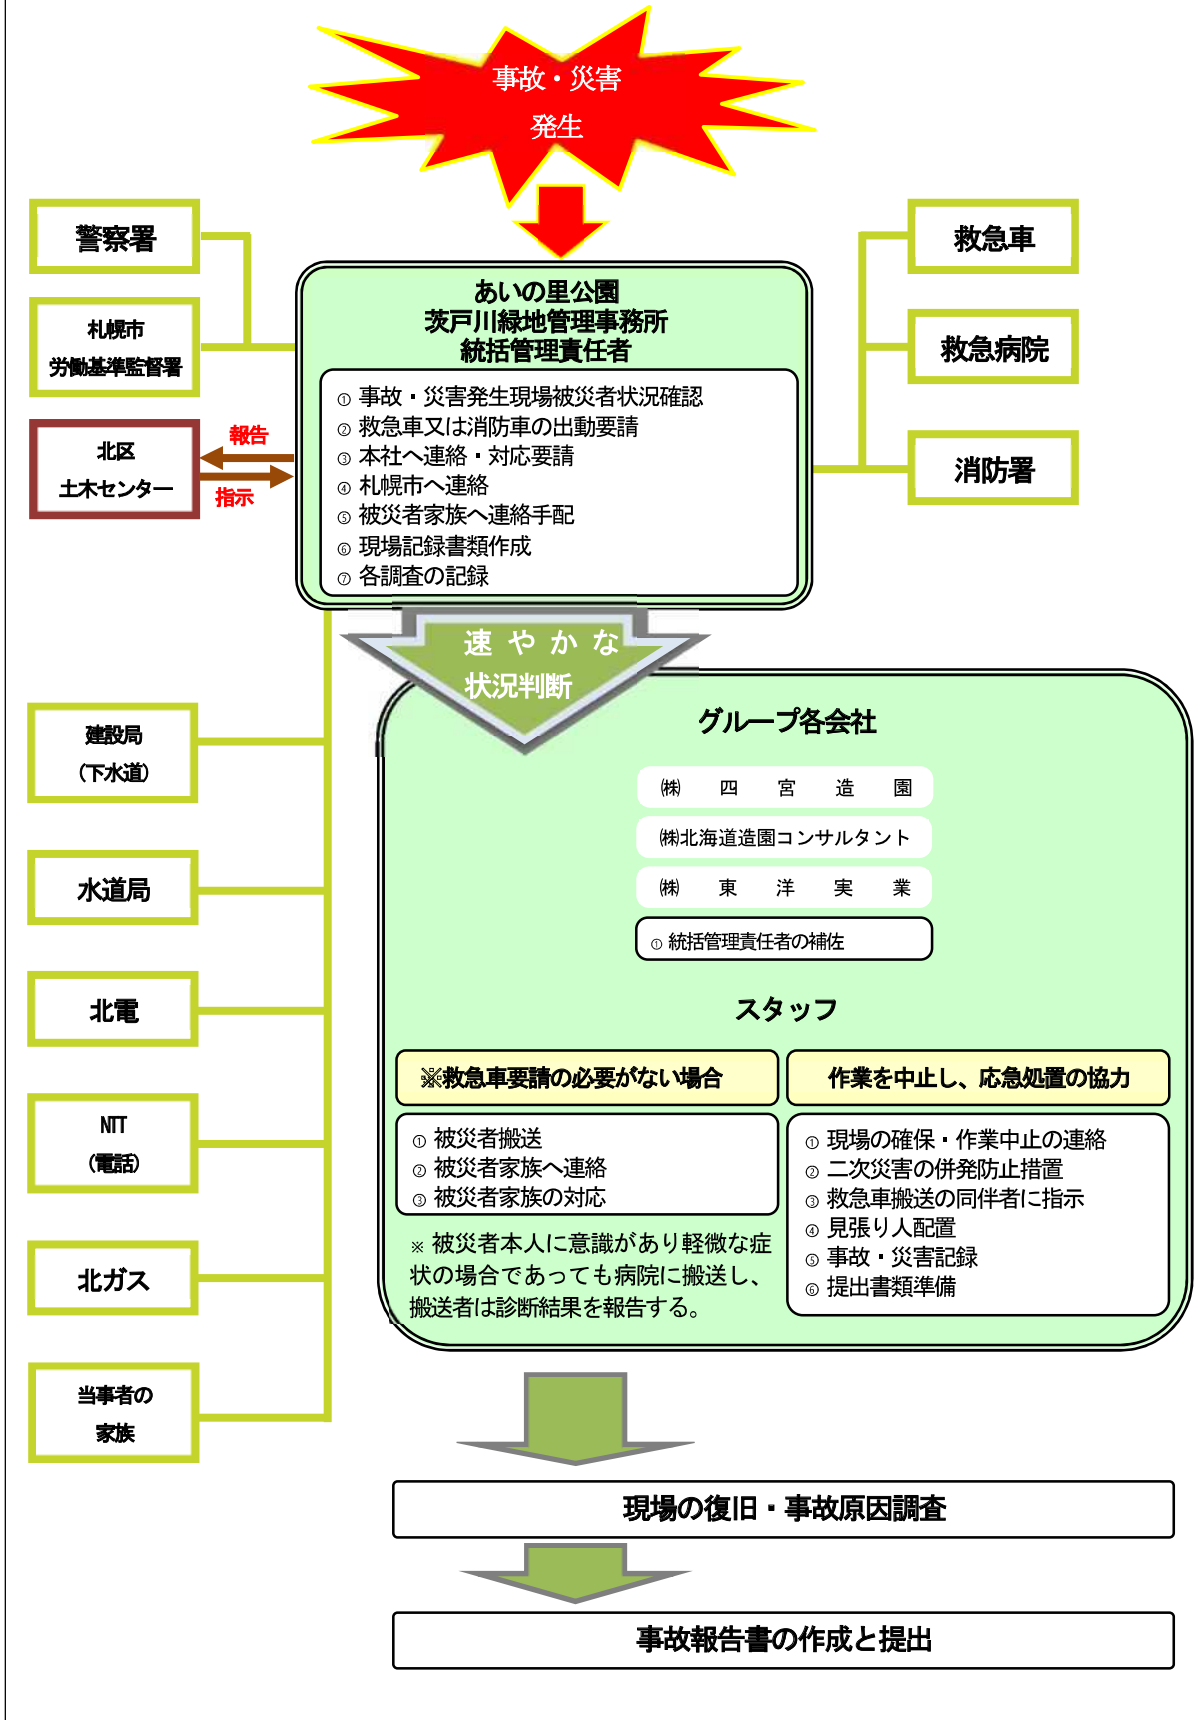 事故・災害
発生
警察署
札幌市
労働基準監督署
北区
土木センター
報告
指示
あいの里公園
茨戸川緑地管理事務所
統括管理責任者
① 事故・災害発生現場被災者状況確認
② 救急車又は消防車の出動要請
③ 本社へ連絡・対応要請
④ 札幌市へ連絡
⑤ 被災者家族へ連絡手配
⑥ 現場記録書類作成
⑦ 各調査の記録
救急車
救急病院
消防署
速やかな
状況判断
建設局
(下水道)
水道局
北電
NTT
(電話)
北ガス
当事者の
家族
グループ各会社
㈱ 四 宮 造 園
㈱北海道造園コンサルタント
㈱ 東 洋 実 業
① 統括管理責任者の補佐
スタッフ
※救急車要請の必要がない場合
① 被災者搬送
② 被災者家族へ連絡
③ 被災者家族の対応
※ 被災者本人に意識があり軽微な症
状の場合であっても病院に搬送し、
搬送者は診断結果を報告する。
作業を中止し、応急処置の協力
① 現場の確保・作業中止の連絡
② 二次災害の併発防止措置
③ 救急車搬送の同伴者に指示
④ 見張り人配置
⑤ 事故・災害記録
⑥ 提出書類準備
現場の復旧・事故原因調査
事故報告書の作成と提出